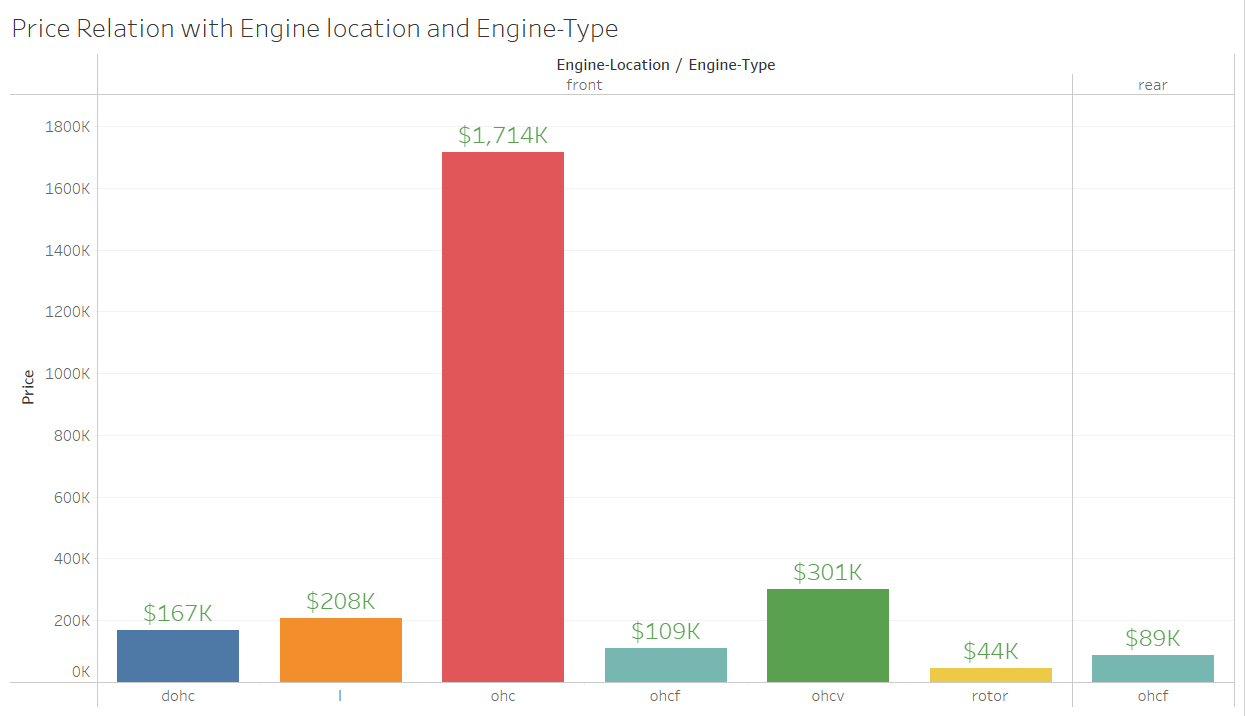 Price Relation with Engine location and Engine-Type
Engine-Location / Engine-Type
front
rear
1800K
1600K
1400K
1200K
1000K
800K
600K
400K
200K
0K
Price
$1,714K
$301K
$208K
$167K
$109K
$89K
$44K
dohc
l
ohc
ohcf
ohcv
rotor
ohcf